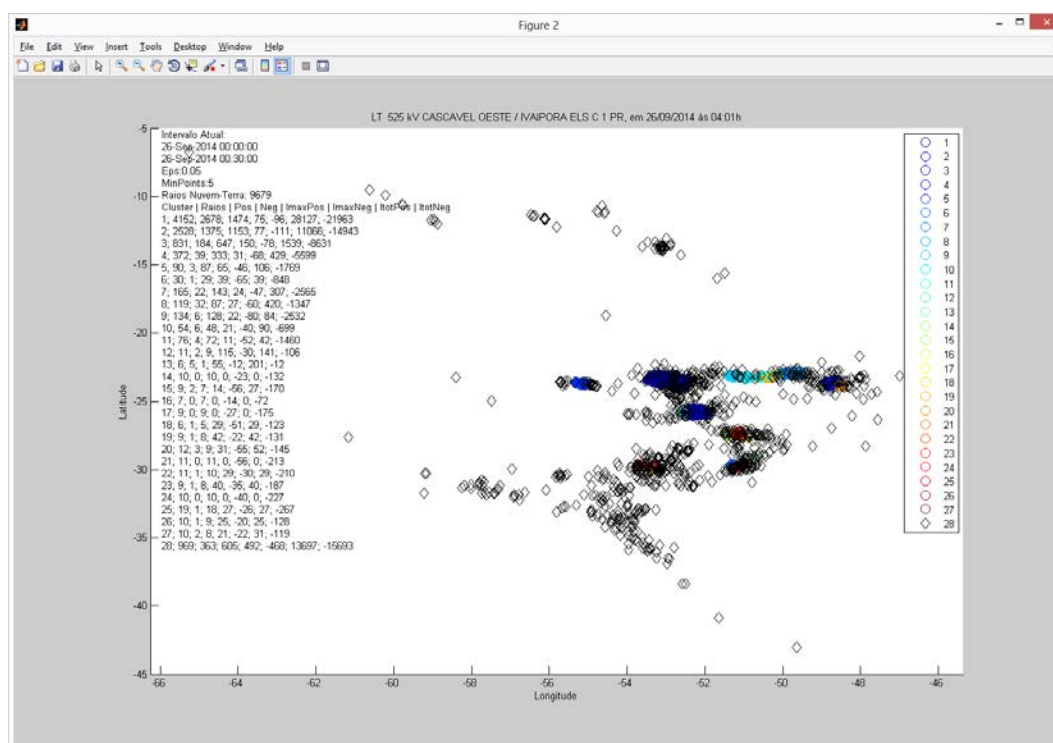 Figure 2
File Edit View Insert Tools Desktop Window Help
LT 525 kV CASCAVEL OESTE / IVAIPORA ELS C 1 PR, em 26/09/2014 ás 04:01h
Intervalo Atual:
26-Sep-2014 00:00:00
26-Sep-2014 00:30:00
Eps:0.05
MinPoints:5
Raios Nuvem-Terra: 9679
Cluster | Raios | Pos | Neg | ImaxPos | ImaxNeg | ItotPos | ItotNeg
1; 4152; 2678; 1474; 75; -96; 28127; -21963
2; 2528; 1375; 1153; 77; -111; 11066; -14943
3; 831; 184; 647; 150; -78; 1539; -8631
4; 372; 39; 333; 31; -68; 429; -5599
5; 90; 3; 87; 65; -46; 106; -1769
6; 30; 1; 29; 39; -65; 39; -848
7; 165; 22; 143; 24; -47; 307; -2565
8; 119; 32; 87; 27; -60; 420; -1347
9; 134; 6; 128; 22; -80; 84; -2532
10; 54; 6; 48; 21; -40; 90; -699
11; 76; 4; 72; 11; -52; 42; -1460
12; 11; 2; 9; 115; -30; 141; -106
13; 6; 5; 1; 55; -12; 201; -12
14; 10; 0; 10; 0; -23; 0; -132
15; 9; 2; 7; 14; -56; 27; -170
16; 7; 0; 7; 0; -14; 0; -72
17; 9; 0; 9; 0; -27; 0; -175
18; 6; 1; 5; 29; -51; 29; -123
19; 9; 1; 8; 42; -22; 42; -131
20; 12; 3; 9; 31; -55; 52; -145
21; 11; 0; 11; 0; -56; 0; -213
22; 11; 1; 10; 29; -30; 29; -210
23; 9; 1; 8; 40; -35; 40; -187
24; 10; 0; 10; 0; -40; 0; -227
25; 19; 1; 18; 27; -26; 27; -267
26; 10; 1; 9; 25; -20; 25; -128
27; 10; 2; 8; 21; -22; 31; -119
28; 969; 363; 605; 492; -468; 13697; -15693
1
2
3
4
5
6
7
8
9
10
11
12
13
14
15
16
17
18
19
20
21
22
23
24
25
26
27
28
-5
-10
-15
-20
-25
-30
-35
-40
-45
Latitude
-66 -64 -62 -60 -58 -56 -54 -52 -50 -48 -46
Longitude